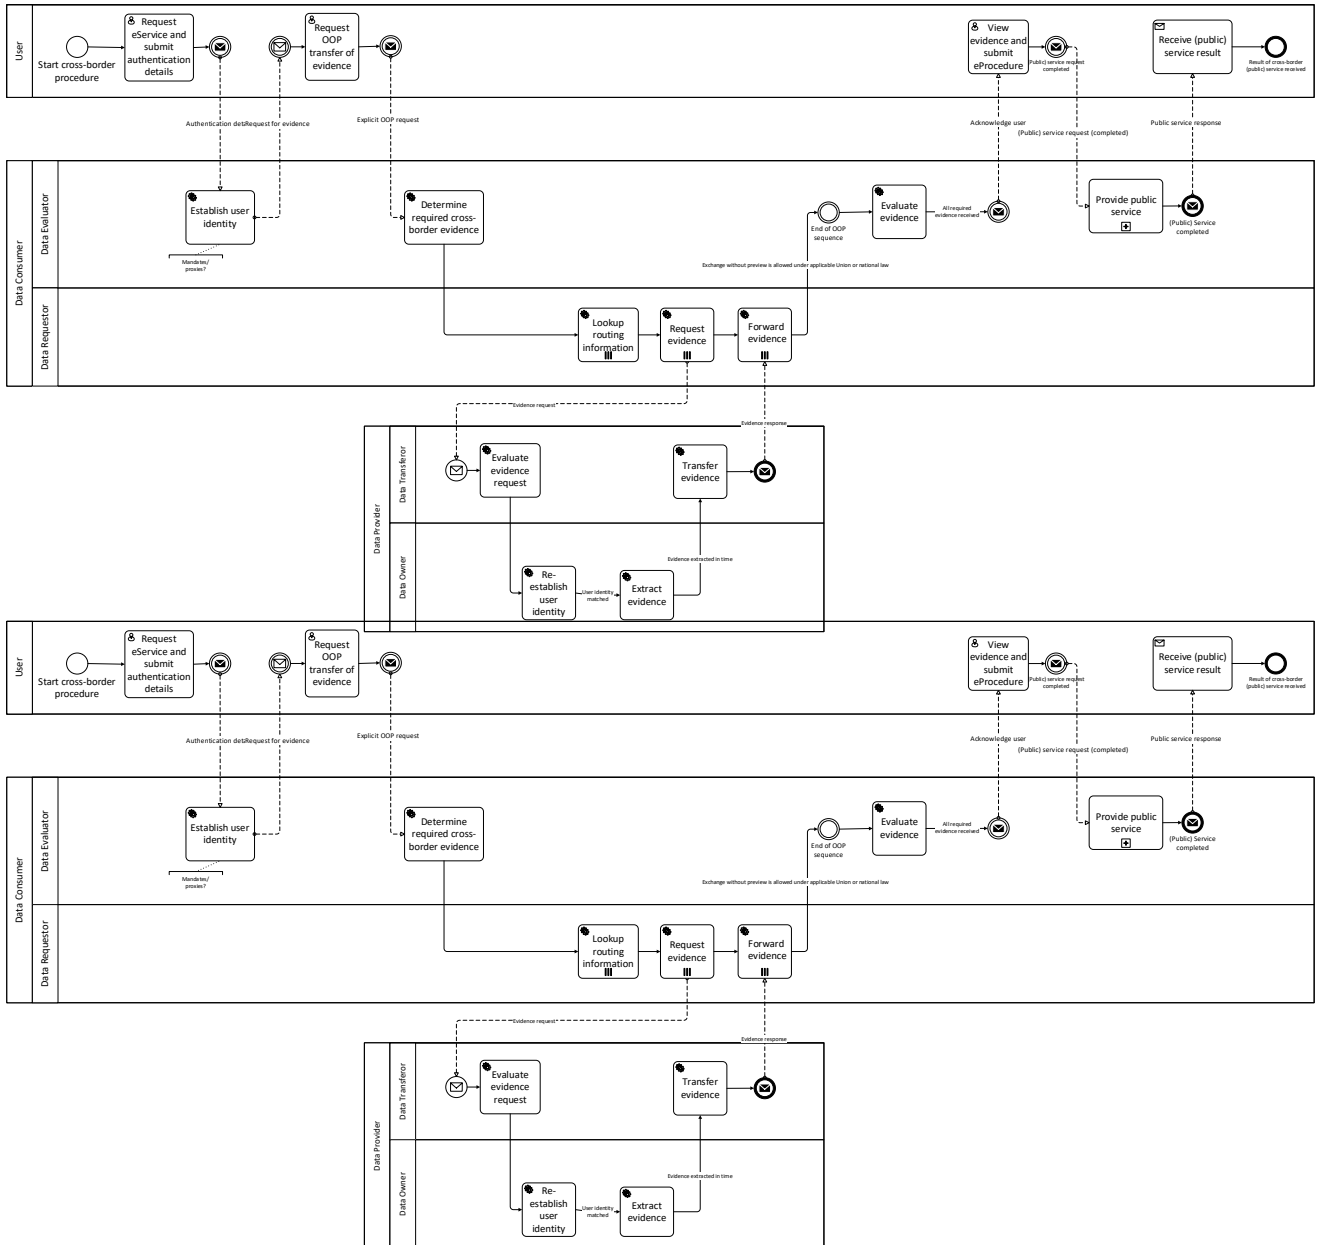 User
Start cross-border
procedure
Request
eService and
submit
authentication
details
Request
OOP
transfer of
evidence
View
evidence and
submit
eProcedure
(Public) service request
completed
Receive (public)
service result
Result of cross-border
(public) service received
Request for evidence
Explicit OOP request
Acknowledge user
(Public) service request (completed)
Public service response
Data Consumer
Data Evaluator
Establish user
identity
Mandates/
proxies?
Determine
required cross-
border evidence
End of OOP
sequence
Evaluate
evidence
All required
evidence received
Provide public
service
(Public) Service
completed
Exchange without preview is allowed under applicable Union or national law
Data Requestor
Lookup
routing
information
Request
evidence
Forward
evidence
Evidence request
Evidence response
Data Provider
Data Transferor
Evaluate
evidence
request
Transfer
evidence
Data Owner
Evidence extracted in time
Re-
establish
user
identity
User identity
matched
Extract
evidence
User
Start cross-border
procedure
Request
eService and
submit
authentication
details
Request
OOP
transfer of
evidence
View
evidence and
submit
eProcedure
(Public) service request
completed
Receive (public)
service result
Result of cross-border
(public) service received
Request for evidence
Explicit OOP request
Acknowledge user
(Public) service request (completed)
Public service response
Data Consumer
Data Evaluator
Establish user
identity
Mandates/
proxies?
Determine
required cross-
border evidence
End of OOP
sequence
Evaluate
evidence
All required
evidence received
Provide public
service
(Public) Service
completed
Exchange without preview is allowed under applicable Union or national law
Data Requestor
Lookup
routing
information
Request
evidence
Forward
evidence
Evidence request
Evidence response
Data Provider
Data Transferor
Evaluate
evidence
request
Transfer
evidence
Data Owner
Evidence extracted in time
Re-
establish
user
identity
User identity
matched
Extract
evidence